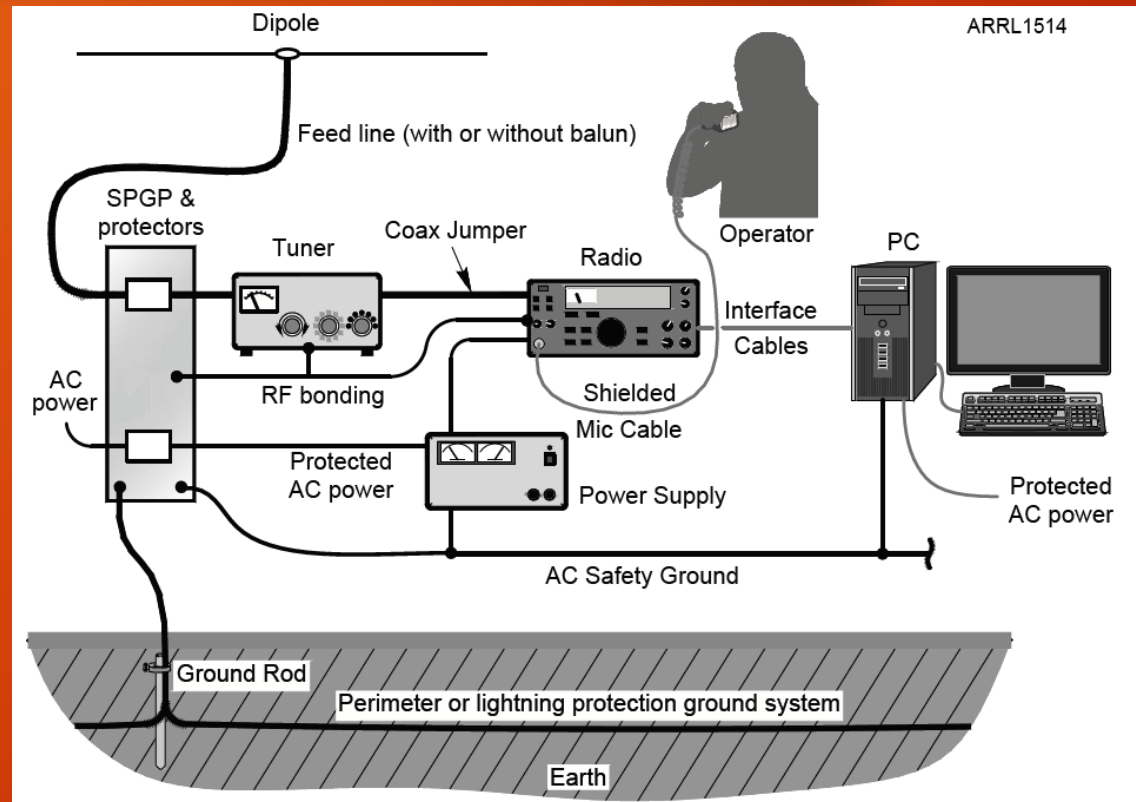 Dipole
ARRL1514
Feed line (with or without balun)
SPGP &
protectors
Tuner
Coax Jumper
Radio
Operator
PC
Interface
Cables
AC
power
RF bonding
Shielded
Mic Cable
Protected
AC power
Power Supply
Protected
AC power
AC Safety Ground
Ground Rod
Perimeter or lightning protection ground system
Earth